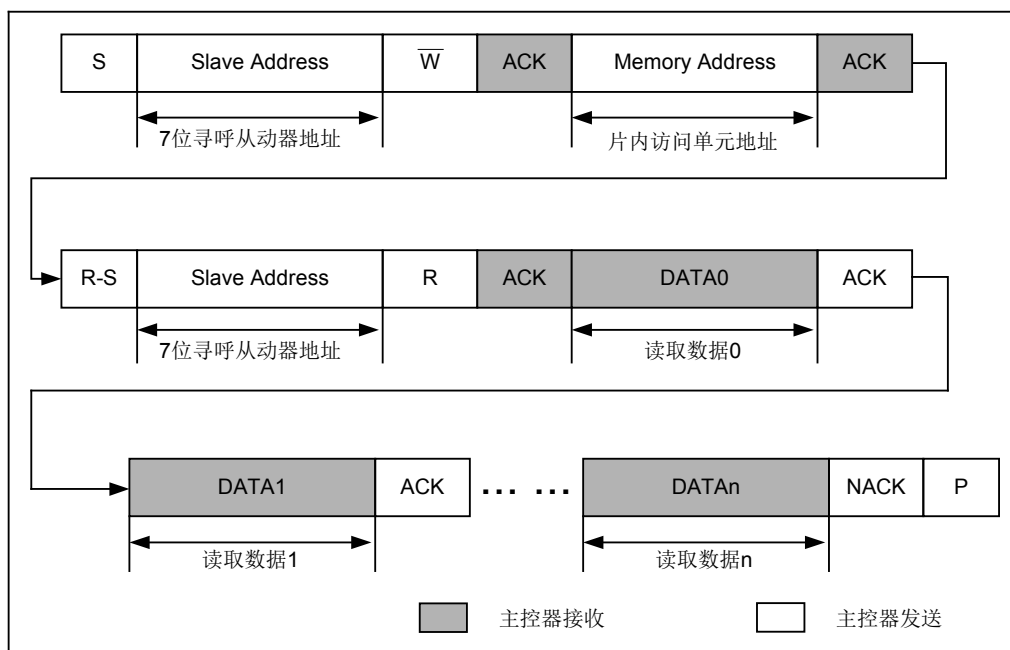 S Slave Address W̅ ACK Memory Address ACK
7位寻呼从动器地址 片内访问单元地址
R-S Slave Address R ACK DATA0 ACK
7位寻呼从动器地址 读取数据0
DATA1 ACK ... ... DATAn NACK P
读取数据1 读取数据n
主控器接收 主控器发送